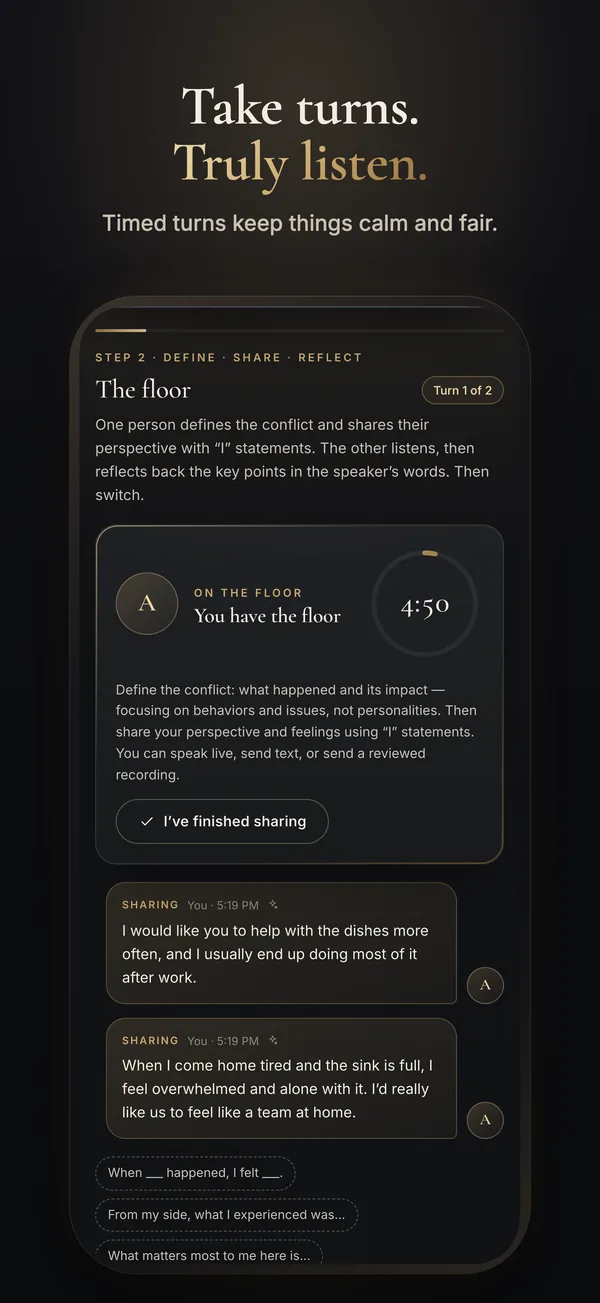 Take turns.
Truly listen.
Timed turns keep things calm and fair.
STEP 2 · DEFINE · SHARE · REFLECT
The floor
Turn 1 of 2
One person defines the conflict and shares their
perspective with “I” statements. The other listens, then
reflects back the key points in the speaker’s words. Then
switch.
A
ON THE FLOOR
You have the floor
4:50
Define the conflict: what happened and its impact —
focusing on behaviors and issues, not personalities. Then
share your perspective and feelings using “I” statements.
You can speak live, send text, or send a reviewed
recording.
I’ve finished sharing
SHARING You · 5:19 PM
I would like you to help with the dishes more
often, and I usually end up doing most of it
after work.
A
SHARING You · 5:19 PM
When I come home tired and the sink is full, I
feel overwhelmed and alone with it. I’d really
like us to feel like a team at home.
A
When ___ happened, I felt ___.
From my side, what I experienced was...
What matters most to me here is...